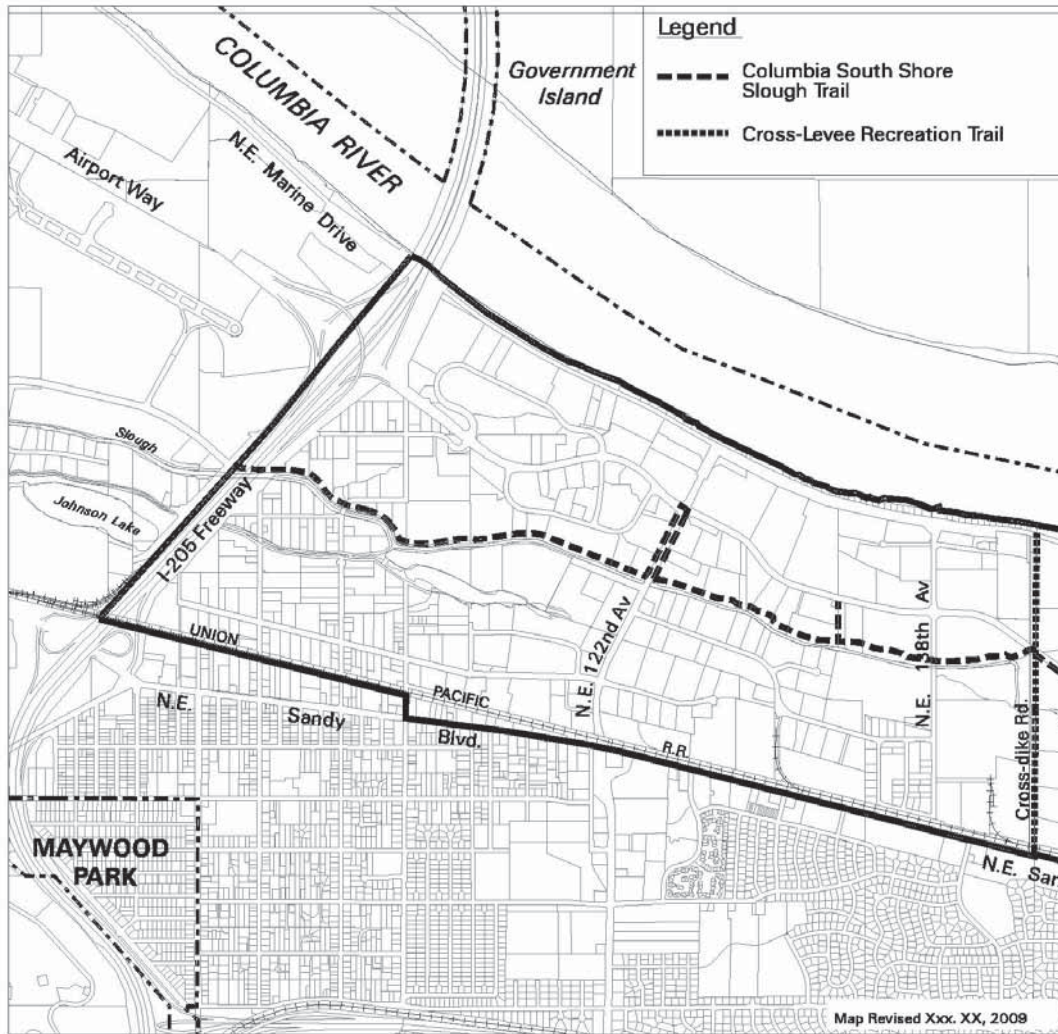 Legend
Columbia South Shore
Slough Trail
Cross-Levee Recreation Trail
COLUMBIA RIVER
Government
Island
N.E. Marine Drive
Airport Way
Slough
Johnson Lake
I-205 Freeway
UNION
PACIFIC
R.R.
N.E.
Sandy
Blvd.
N.E. 122nd Av
N.E. 138th Av
Cross-dike Rd.
N.E. San
MAYWOOD
PARK
Map Revised Xxx. XX, 2009